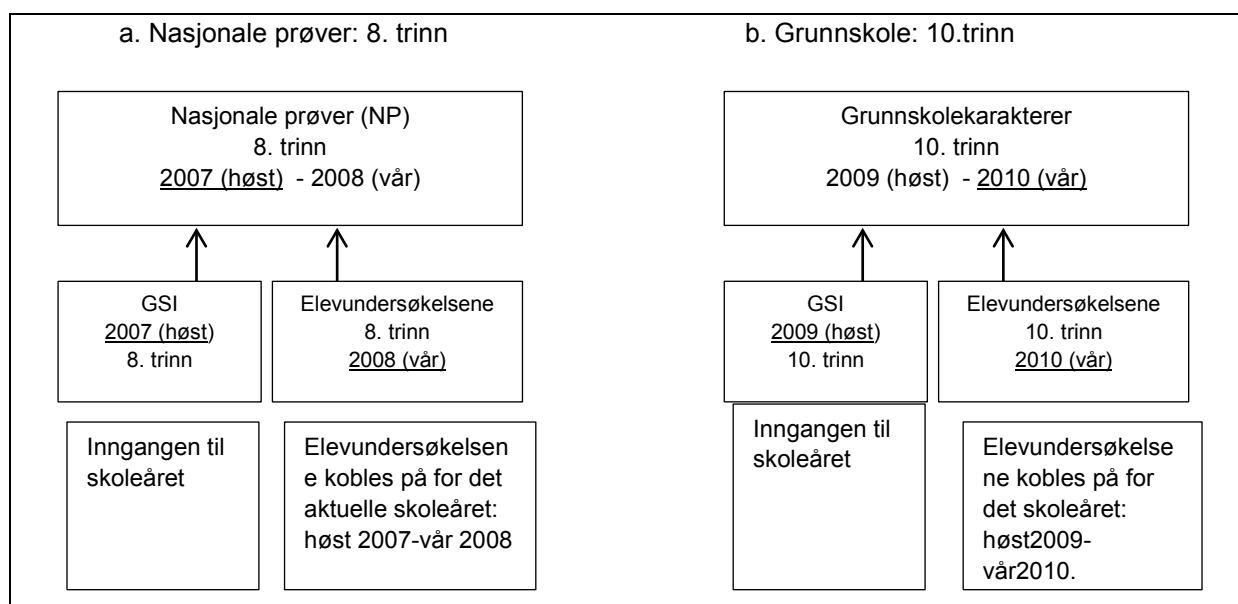 a. Nasjonale prøver: 8. trinn
Nasjonale prøver (NP)
8. trinn
2007 (høst) - 2008 (vår)
GSI
2007 (høst)
8. trinn
Elevundersøkelsene
8. trinn
2008 (vår)
Inngangen til
skoleåret
Elevundersøkelsen
e kobles på for det
aktuelle skoleåret:
høst 2007-vår 2008
b. Grunnskole: 10.trinn
Grunnskolekarakterer
10. trinn
2009 (høst) - 2010 (vår)
GSI
2009 (høst)
10. trinn
Elevundersøkelsene
10. trinn
2010 (vår)
Inngangen til
skoleåret
Elevundersøkelse
ne kobles på for
det skoleåret:
høst2009-
vår2010.